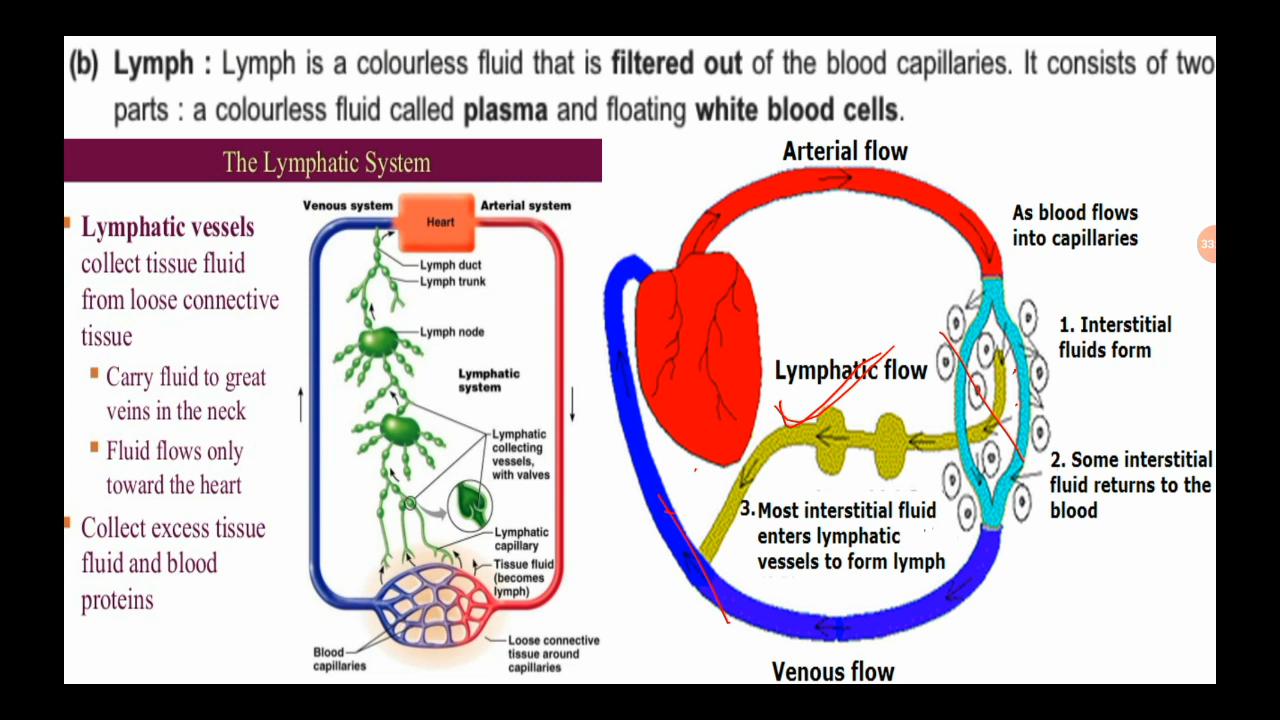 (b) Lymph : Lymph is a colourless fluid that is filtered out of the blood capillaries. It consists of two
parts : a colourless fluid called plasma and floating white blood cells.
The Lymphatic System
Lymphatic vessels
collect tissue fluid
from loose connective
tissue
Carry fluid to great
veins in the neck
Fluid flows only
toward the heart
Collect excess tissue
fluid and blood
proteins
Venous system
Heart
Arterial system
Lymph duct
Lymph trunk
Lymph node
Lymphatic
system
Lymphatic
collecting
vessels,
with valves
Lymphatic
capillary
Tissue fluid
(becomes
lymph)
Blood
capillaries
Loose connective
tissue around
capillaries
Arterial flow
As blood flows
into capillaries
1. Interstitial
fluids form
Lymphatic flow
2. Some interstitial
fluid returns to the
blood
3. Most interstitial fluid
enters lymphatic
vessels to form lymph
Venous flow
33